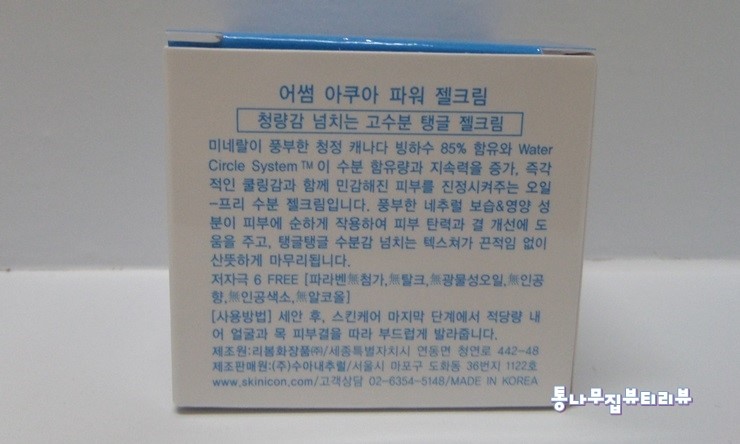 어썸 아쿠아 파워 젤크림
청량감 넘치는 고수분 탱글 젤크림
미네랄이 풍부한 청정 캐나다 빙하수 85% 함유와 Water
Circle System™이 수분 함유량과 지속력을 증가, 즉각
적인 쿨링감과 함께 민감해진 피부를 진정시켜주는 오일
-프리 수분 젤크림입니다. 풍부한 네추럴 보습&영양 성
분이 피부에 순하게 작용하여 피부 탄력과 결 개선에 도
움을 주고, 탱글탱글 수분감 넘치는 텍스쳐가 끈적임 없이
산뜻하게 마무리됩니다.
저자극 6 FREE [파라벤無첨가,無탈크,無광물성오일,無인공
향,無인공색소,無알코올]
[사용방법] 세안 후, 스킨케어 마지막 단계에서 적당량 내
어 얼굴과 목 피부결을 따라 부드럽게 발라줍니다.
제조원:리봄화장품㈜/세종특별자치시 연동면 청연로 442-48
제조판매원:(주)수아내추럴/서울시 마포구 도화동 36번지 1122호
www.skinicon.com/고객상담 02-6354-5148/MADE IN KOREA
통나무집뷰티리뷰